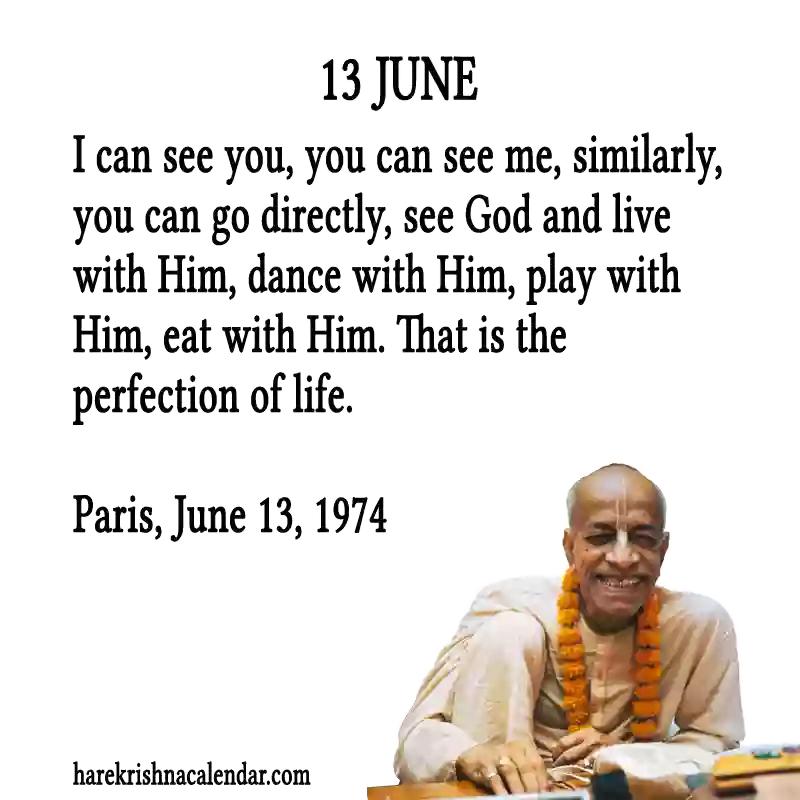 13 JUNE
I can see you, you can see me, similarly,
you can go directly, see God and live
with Him, dance with Him, play with
Him, eat with Him. That is the
perfection of life.
Paris, June 13, 1974
harekrishnacalendar.com